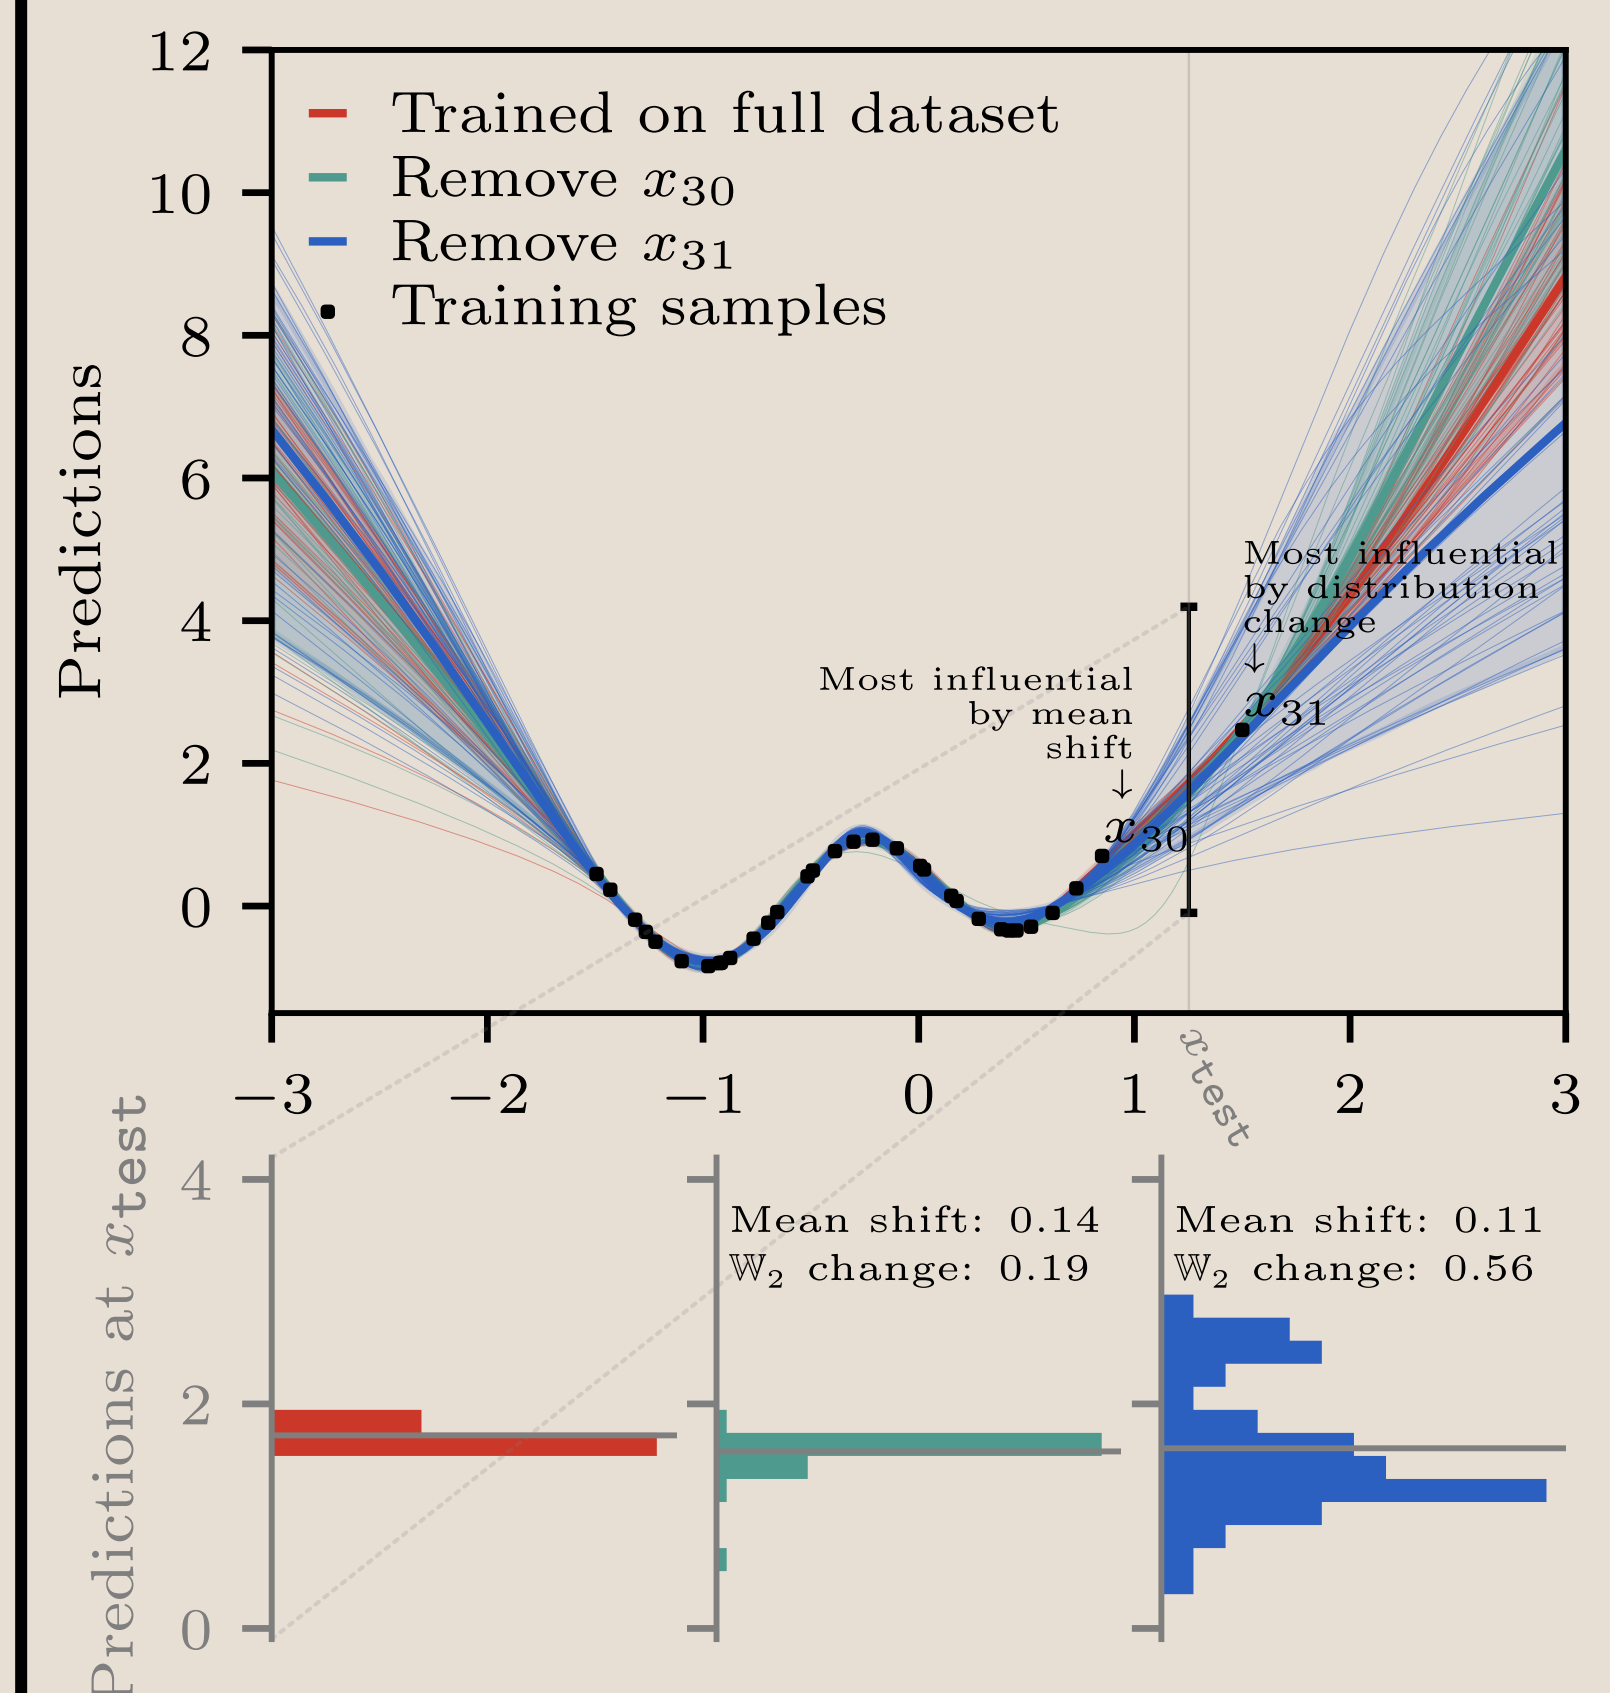 12
10
8
6
4
2
0
Predictions
Trained on full dataset
Remove x₃₀
Remove x₃₁
Training samples
Most influential
by distribution
change
↓
x₃₁
Most influential
by mean
shift
↓
x₃₀
−3 −2 −1 0 1 2 3
xtest
Predictions at xtest
4
2
0
Mean shift: 0.14
𝕎₂ change: 0.19
Mean shift: 0.11
𝕎₂ change: 0.56